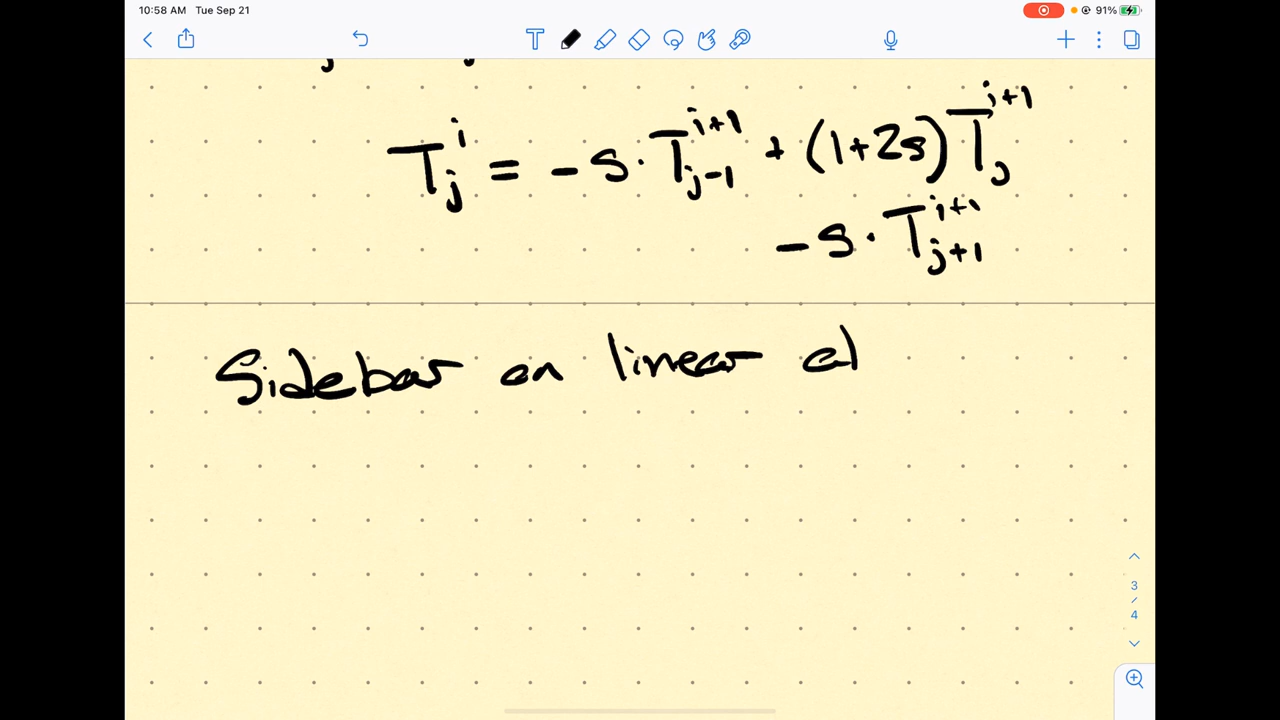 10:58 AM Tue Sep 21
91%
T_j^i = -s · T_{j-1}^{i+1} + (1+2s) T_j^{i+1}
-s · T_{j+1}^{i+1}
Sidebar on linear al
3
/
4